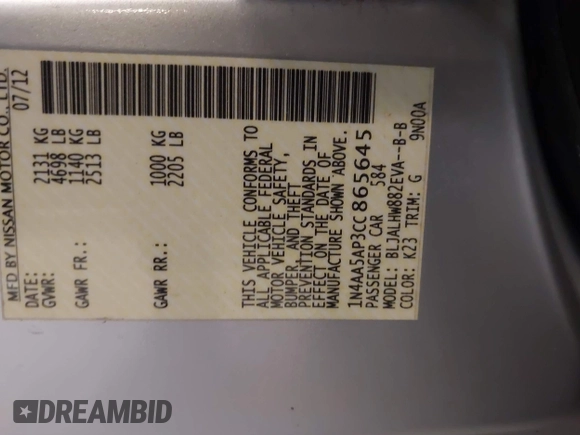 MFD BY NISSAN MOTOR CO., LTD.
DATE: 07/12
GVWR: 2131 KG
4698 LB
GAWR FR.: 1140 KG
2513 LB
GAWR RR.: 1000 KG
2205 LB
THIS VEHICLE CONFORMS TO
ALL APPLICABLE FEDERAL
MOTOR VEHICLE SAFETY,
BUMPER, AND THEFT
PREVENTION STANDARDS IN
EFFECT ON THE DATE OF
MANUFACTURE SHOWN ABOVE.
1N4AA5AP3CC865645
PASSENGER CAR 584
MODEL: BLJALHW882EVA---B-B
COLOR: K23 TRIM: G 9N00A
DREAMBID